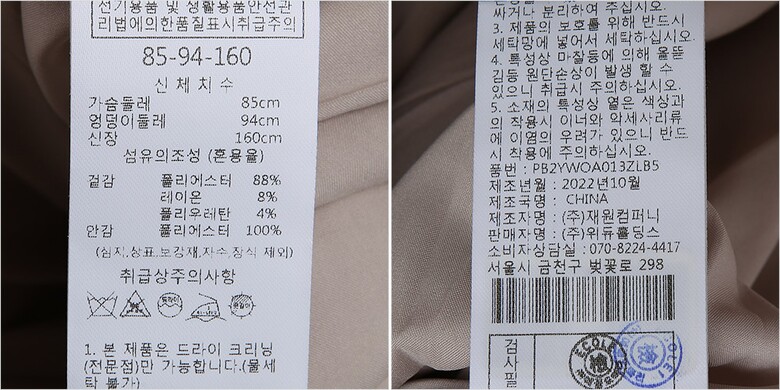 전기용품 및 생활용품안전관
리법에의한품질표시취급주의
85-94-160
신 체 치 수
가슴둘레 85cm
엉덩이둘레 94cm
신장 160cm
섬유의조성 (혼용율)
겉감 폴리에스터 88%
레이온 8%
폴리우레탄 4%
안감 폴리에스터 100%
(심지,상표,보강재,자수,장식 제외)
취급상주의사항
1. 본 제품은 드라이 크리닝
(전문점)만 가능합니다.(물세
탁 불가)
싸거나 분리하여 주십시오.
3. 제품의 보호를 위해 반드시
세탁망에 넣어서 세탁하십시오.
4. 특성상 마찰등에 의해 올뜯
김등 원단손상이 발생 할 수
있으니 취급시 주의하십시오.
5. 소재의 특성상 옅은 색상과
의 착용시 이너와 악세사리류
에 이염의 우려가 있으니 반드
시 착용에 주의하십시오.
품번 : PB2YWOA013ZLB5
제조년월 : 2022년10월
제조국명 : CHINA
제조자명 : (주)재원컴퍼니
판매자명 : (주)위듀홀딩스
소비자상담실 : 070-8224-4417
서울시 금천구 벚꽃로 298
검
사
필
ECOLE